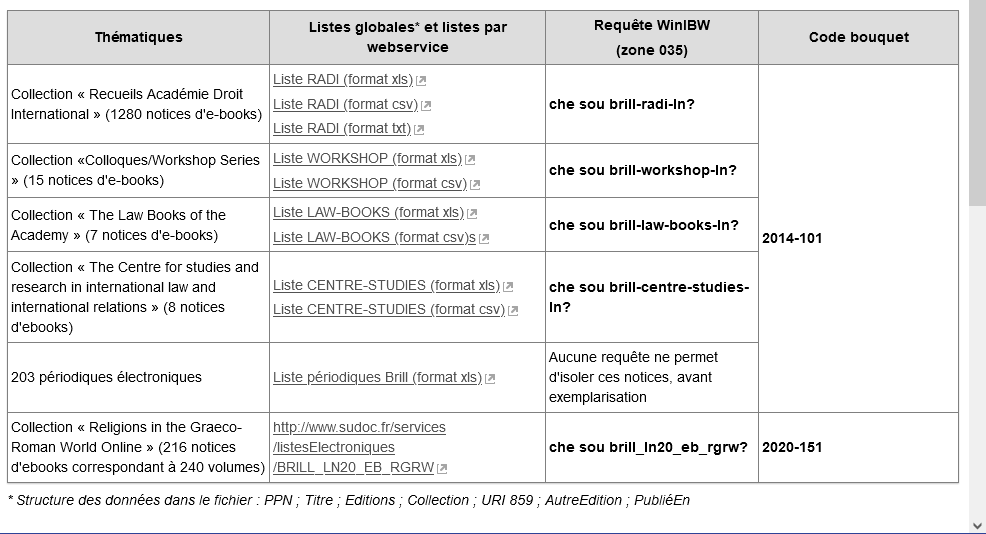 Thématiques
Listes globales* et listes par
webservice
Requête WinIBW
(zone 035)
Code bouquet
Collection « Recueils Académie Droit
International » (1280 notices d'e-books)
Liste RADI (format xls)
Liste RADI (format csv)
Liste RADI (format txt)
che sou brill-radi-ln?
Collection «Colloques/Workshop Series
» (15 notices d'e-books)
Liste WORKSHOP (format xls)
Liste WORKSHOP (format csv)
che sou brill-workshop-ln?
Collection « The Law Books of the
Academy » (7 notices d'e-books)
Liste LAW-BOOKS (format xls)
Liste LAW-BOOKS (format csv)s
che sou brill-law-books-ln?
2014-101
Collection « The Centre for studies and
research in international law and
international relations » (8 notices
d'ebooks)
Liste CENTRE-STUDIES (format xls)
Liste CENTRE-STUDIES (format csv)
che sou brill-centre-studies-
ln?
203 périodiques électroniques
Liste périodiques Brill (format xls)
Aucune requête ne permet
d'isoler ces notices, avant
exemplarisation
Collection « Religions in the Graeco-
Roman World Online » (216 notices
d'ebooks correspondant à 240 volumes)
http://www.sudoc.fr/services
/listesElectroniques
/BRILL_LN20_EB_RGRW
che sou brill_ln20_eb_rgrw?
2020-151
* Structure des données dans le fichier : PPN ; Titre ; Editions ; Collection ; URI 859 ; AutreEdition ; PubliéEn